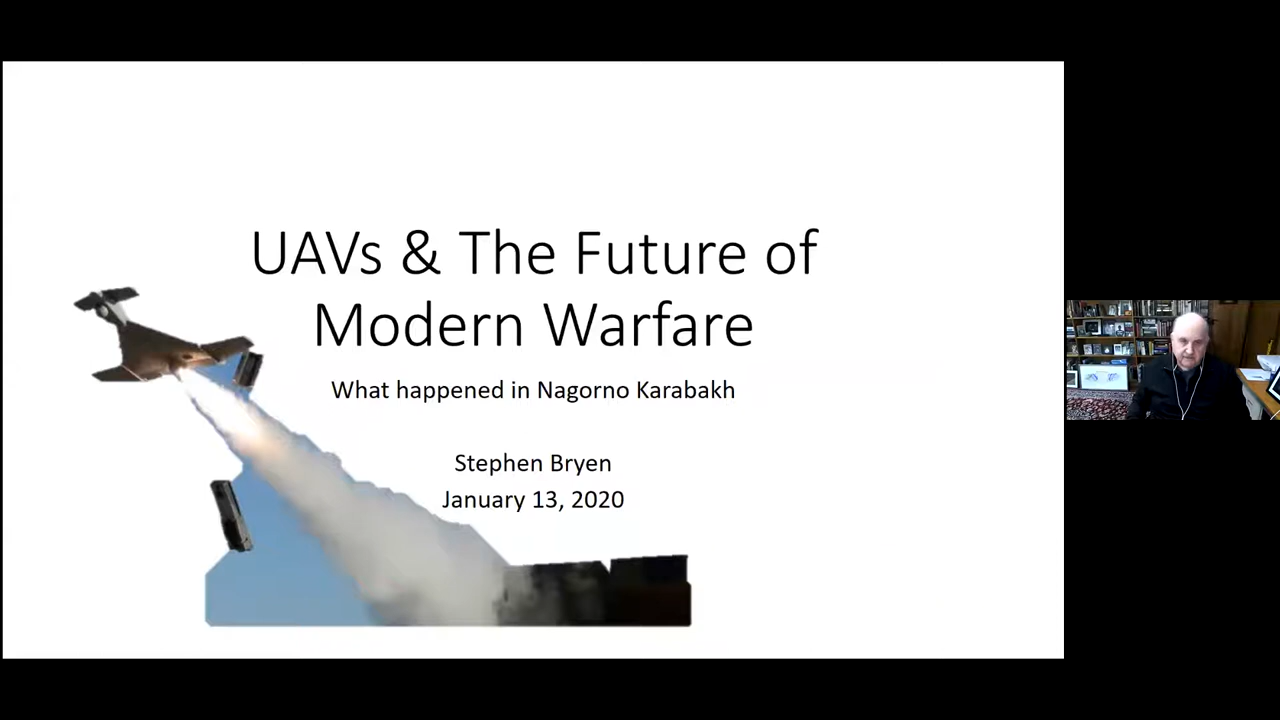 UAVs & The Future of
Modern Warfare
What happened in Nagorno Karabakh
Stephen Bryen
January 13, 2020